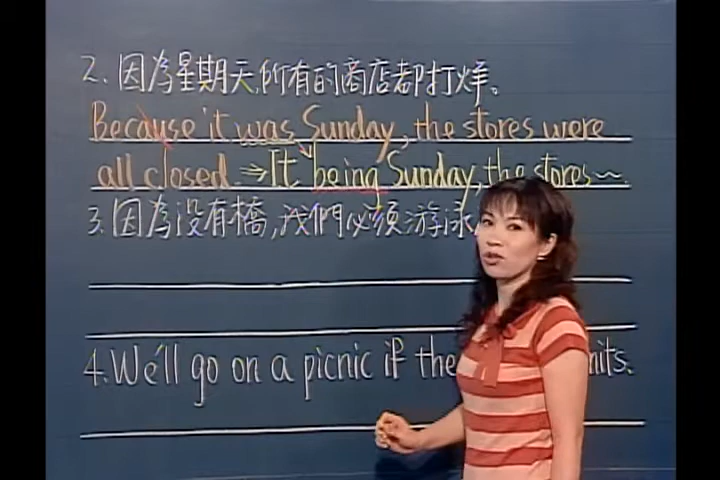 2. 因為星期天,所有的商店都打烊。
Because it was Sunday, the stores were
all closed. ⇒ It being Sunday, the stores ~
3. 因為沒有橋,我們必須游泳
4. We'll go on a picnic if the